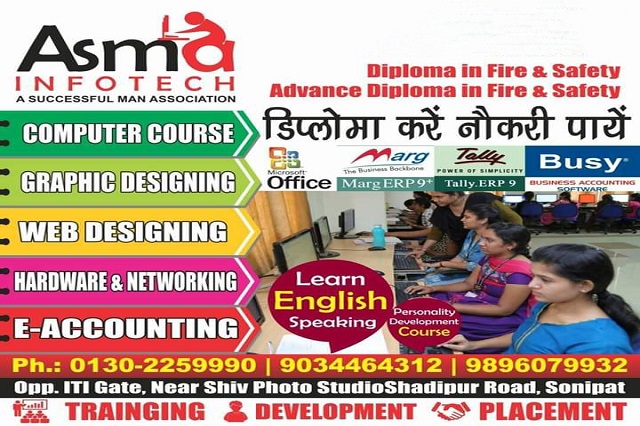 Asma
INFOTECH
A SUCCESSFUL MAN ASSOCIATION
Diploma in Fire & Safety
Advance Diploma in Fire & Safety
डिप्लोमा करें नौकरी पायें
COMPUTER COURSE
GRAPHIC DESIGNING
WEB DESIGNING
HARDWARE & NETWORKING
E-ACCOUNTING
Microsoft
Office
Marg
The Business Backbone
Marg ERP 9+
Tally
POWER OF SIMPLICITY
Tally.ERP 9
Busy
BUSINESS ACCOUNTING
SOFTWARE
Learn
English
Speaking
Personality
Development
Course
Ph.: 0130-2259990 | 9034464312 | 9896079932
Opp. ITI Gate, Near Shiv Photo StudioShadipur Road, Sonipat
TRAINGING DEVELOPMENT PLACEMENT